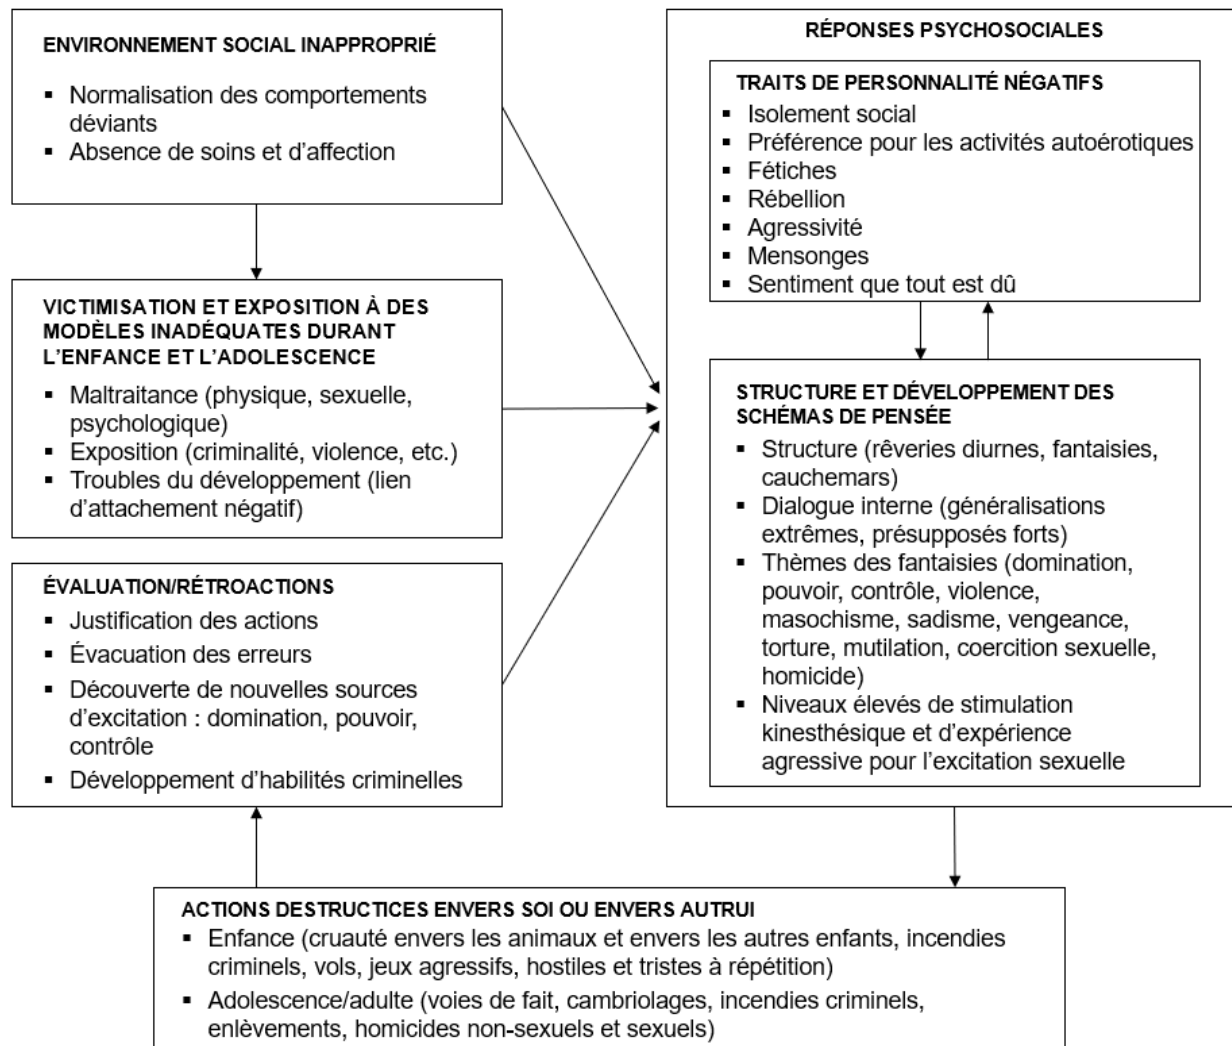 ENVIRONNEMENT SOCIAL INAPPROPRIÉ
▪ Normalisation des comportements
déviants
▪ Absence de soins et d’affection
VICTIMISATION ET EXPOSITION À DES
MODÈLES INADÉQUATES DURANT
L’ENFANCE ET L’ADOLESCENCE
▪ Maltraitance (physique, sexuelle,
psychologique)
▪ Exposition (criminalité, violence, etc.)
▪ Troubles du développement (lien
d’attachement négatif)
ÉVALUATION/RÉTROACTIONS
▪ Justification des actions
▪ Évacuation des erreurs
▪ Découverte de nouvelles sources
d’excitation : domination, pouvoir,
contrôle
▪ Développement d’habilités criminelles
RÉPONSES PSYCHOSOCIALES
TRAITS DE PERSONNALITÉ NÉGATIFS
▪ Isolement social
▪ Préférence pour les activités autoérotiques
▪ Fétiches
▪ Rébellion
▪ Agressivité
▪ Mensonges
▪ Sentiment que tout est dû
STRUCTURE ET DÉVELOPPEMENT DES
SCHÉMAS DE PENSÉE
▪ Structure (rêveries diurnes, fantaisies,
cauchemars)
▪ Dialogue interne (généralisations
extrêmes, présupposés forts)
▪ Thèmes des fantaisies (domination,
pouvoir, contrôle, violence,
masochisme, sadisme, vengeance,
torture, mutilation, coercition sexuelle,
homicide)
▪ Niveaux élevés de stimulation
kinesthésique et d’expérience
agressive pour l’excitation sexuelle
ACTIONS DESTRUCTICES ENVERS SOI OU ENVERS AUTRUI
▪ Enfance (cruauté envers les animaux et envers les autres enfants, incendies
criminels, vols, jeux agressifs, hostiles et tristes à répétition)
▪ Adolescence/adulte (voies de fait, cambriolages, incendies criminels,
enlèvements, homicides non-sexuels et sexuels)